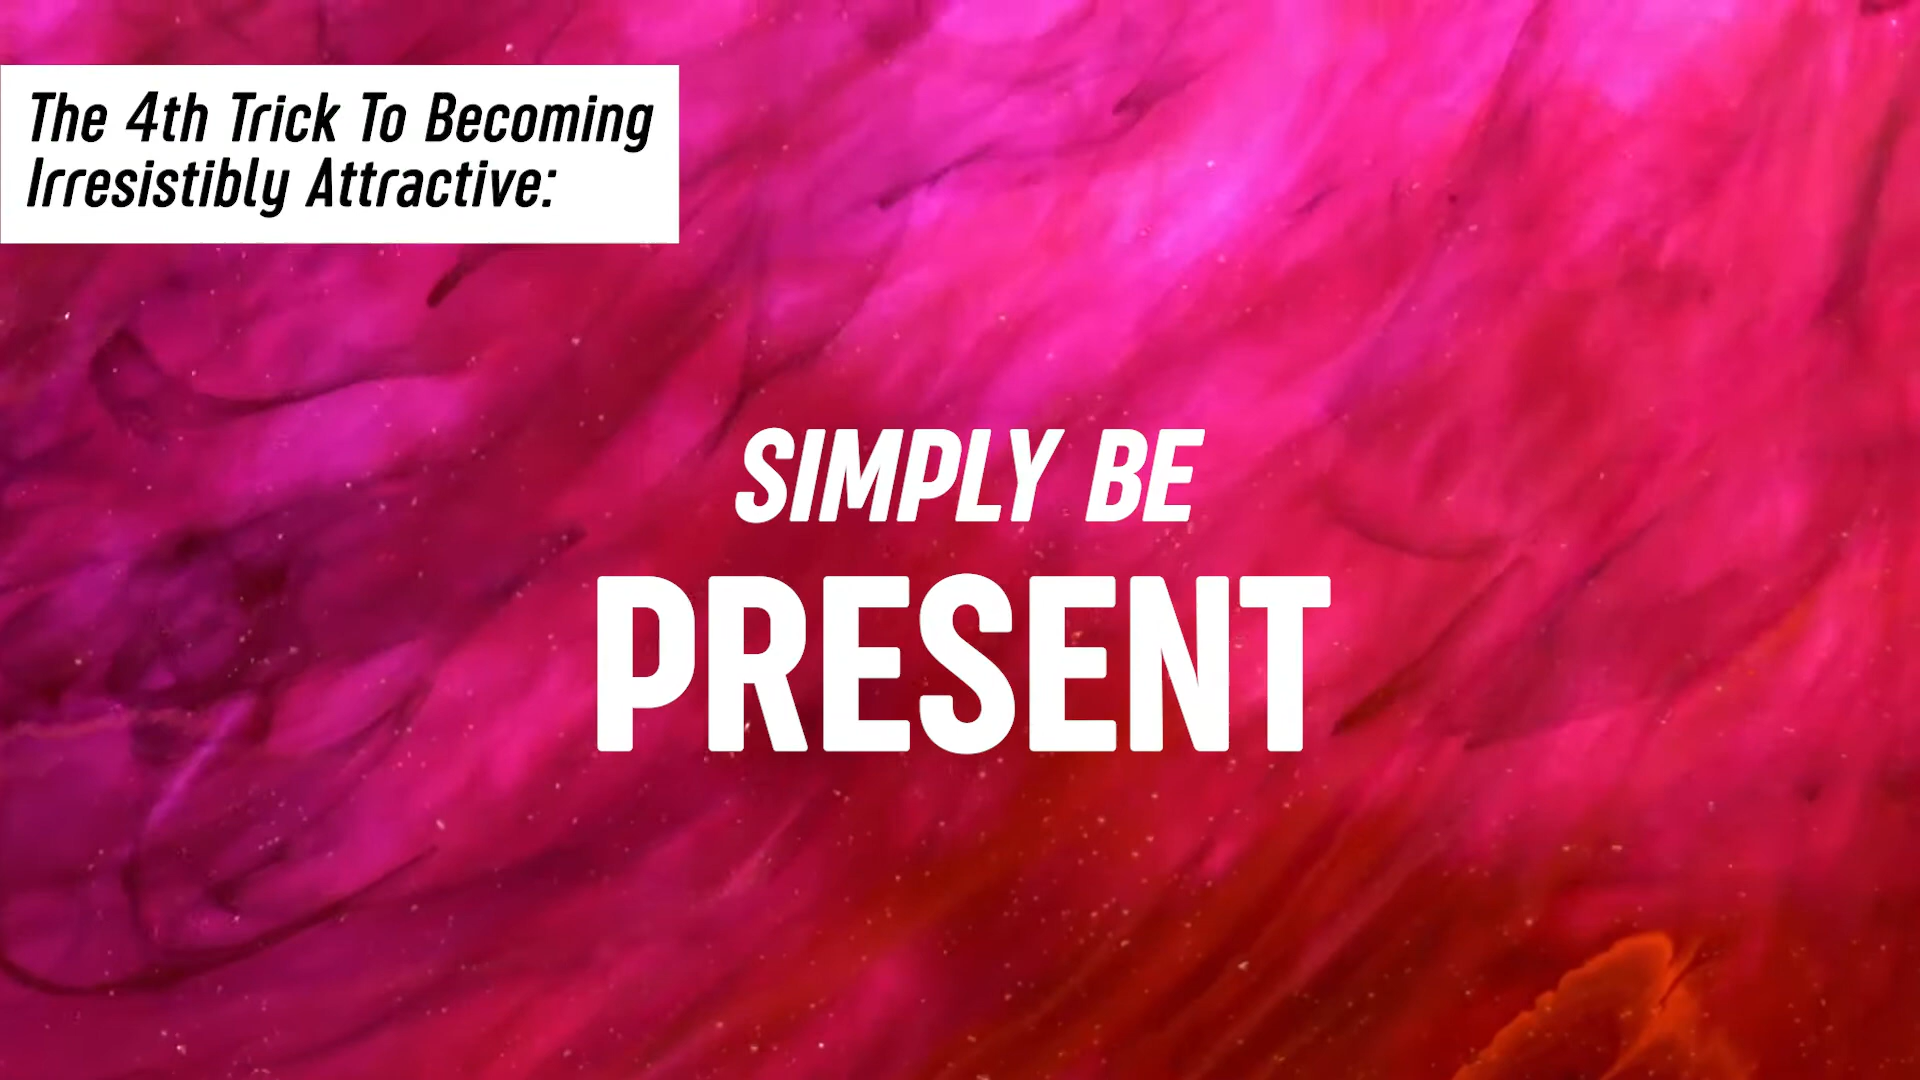 The 4th Trick To Becoming
Irresistibly Attractive:
SIMPLY BE
PRESENT